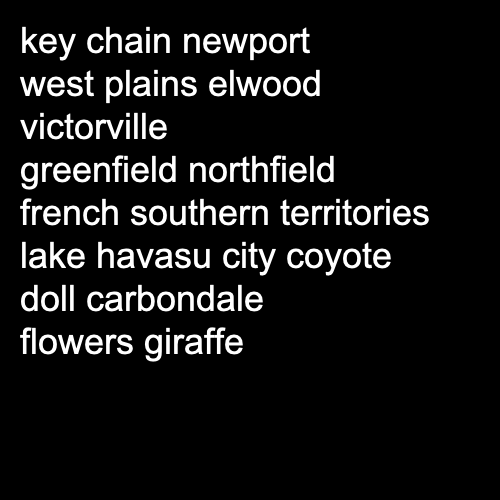 key chain newport
west plains elwood
victorville
greenfield northfield
french southern territories
lake havasu city coyote
doll carbondale
flowers giraffe